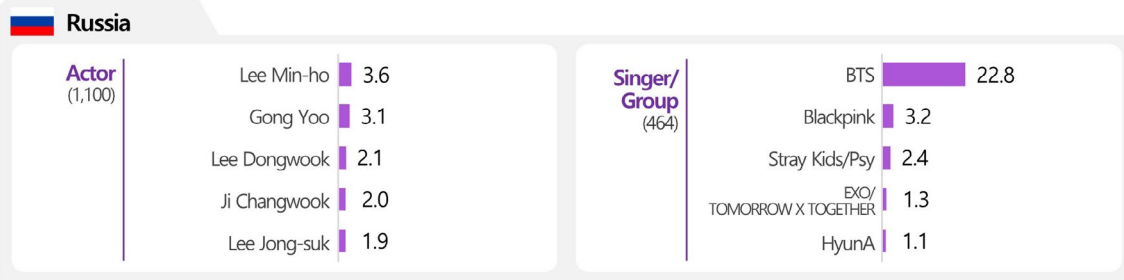 Russia
Actor
(1,100)
Lee Min-ho 3.6
Gong Yoo 3.1
Lee Dongwook 2.1
Ji Changwook 2.0
Lee Jong-suk 1.9
Singer/
Group
(464)
BTS 22.8
Blackpink 3.2
Stray Kids/Psy 2.4
EXO/
TOMORROW X TOGETHER 1.3
HyunA 1.1